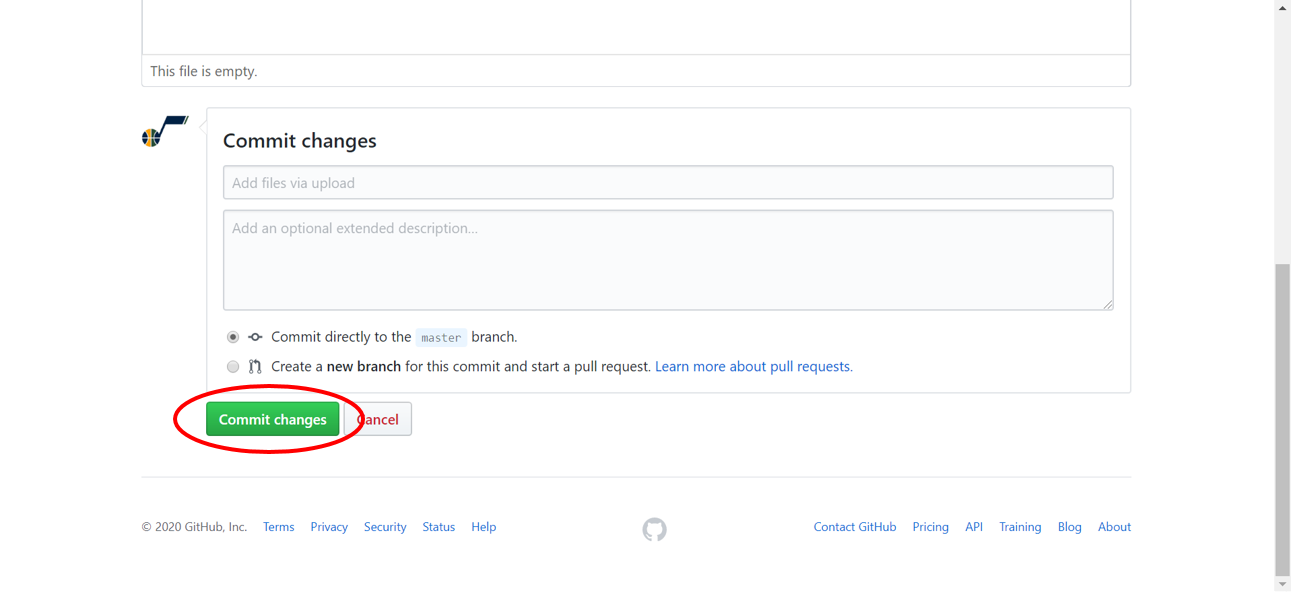 This file is empty.
Commit changes
Add files via upload
Add an optional extended description...
Commit directly to the master branch.
Create a new branch for this commit and start a pull request. Learn more about pull requests.
Commit changes Cancel
© 2020 GitHub, Inc. Terms Privacy Security Status Help Contact GitHub Pricing API Training Blog About